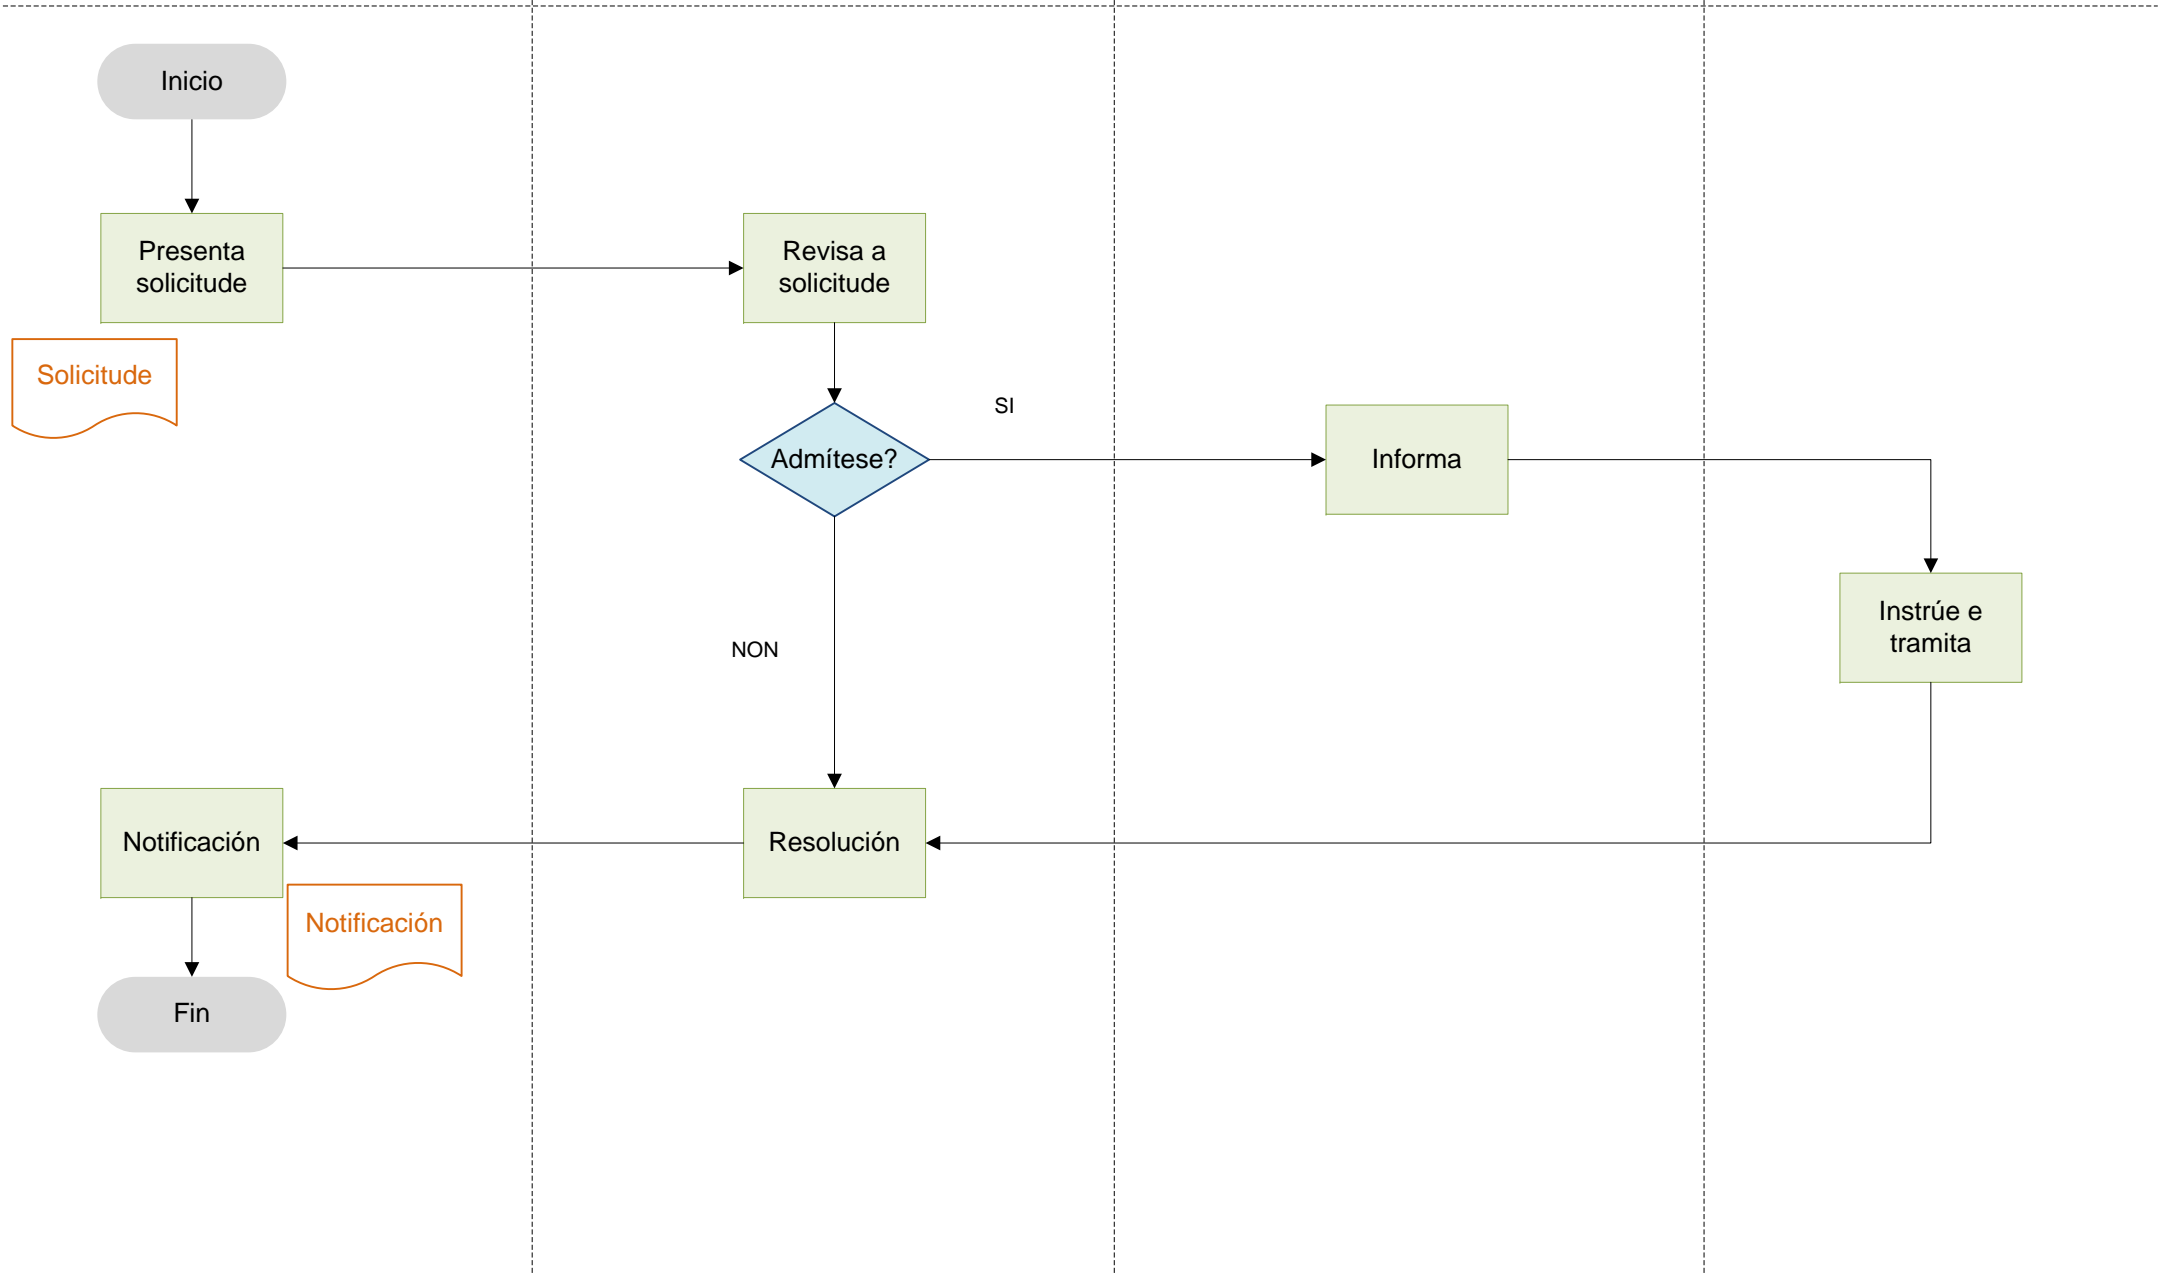 Inicio
Presenta
solicitude
Revisa a
solicitude
Solicitude
SI
Admítese?
Informa
Instrúe e
tramita
NON
Notificación
Resolución
Notificación
Fin